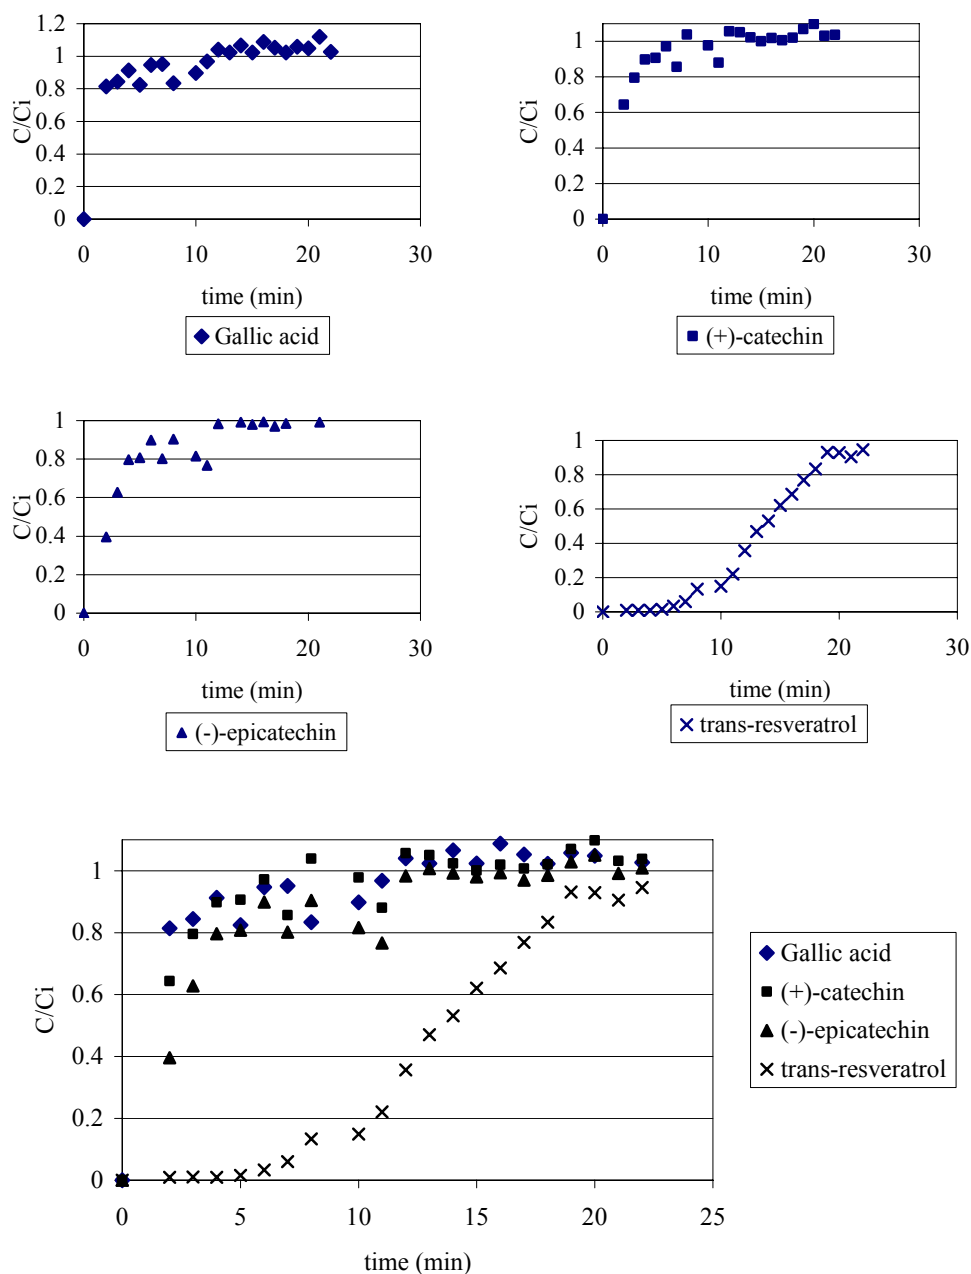 1.2
1
0.8
0.6
0.4
0.2
0
C/Ci
0 10 20 30
time (min)
Gallic acid
1
0.8
0.6
0.4
0.2
0
C/Ci
0 10 20 30
time (min)
(+)-catechin
1
0.8
0.6
0.4
0.2
0
C/Ci
0 10 20 30
time (min)
(-)-epicatechin
1
0.8
0.6
0.4
0.2
0
C/Ci
0 10 20 30
time (min)
trans-resveratrol
1
0.8
0.6
0.4
0.2
0
C/Ci
0 5 10 15 20 25
time (min)
Gallic acid
(+)-catechin
(-)-epicatechin
trans-resveratrol